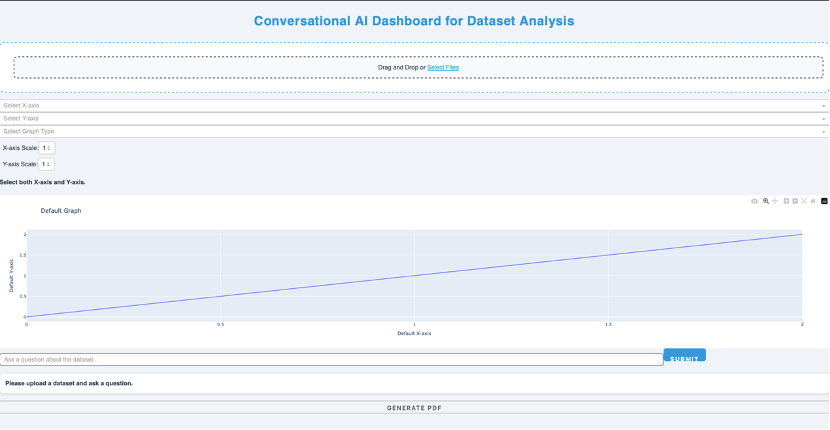 Conversational AI Dashboard for Dataset Analysis
Drag and Drop or Select Files
Select X-axis
Select Y-axis
Select Graph Type
X-axis Scale: 1
Y-axis Scale: 1
Select both X-axis and Y-axis.
Default Graph
2
1.5
1
0.5
0
Default Y-axis
0
0.5
1
1.5
2
Default X-axis
Ask a question about the dataset...
SUBMIT
Please upload a dataset and ask a question.
GENERATE PDF